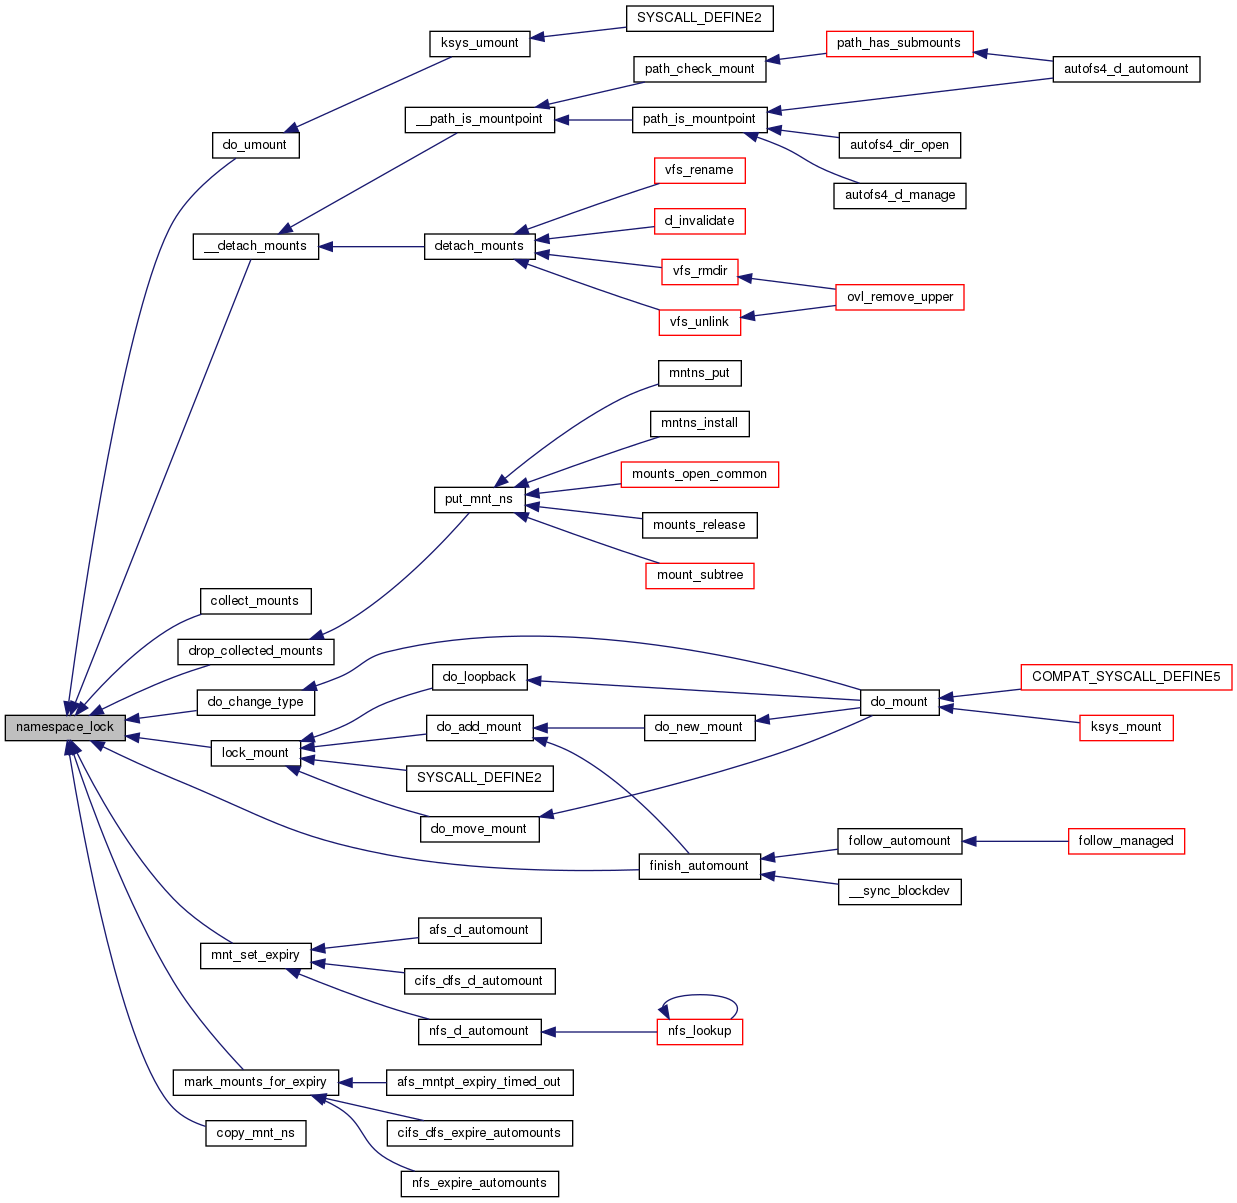 SYSCALL_DEFINE2
ksys_umount
path_has_submounts
path_check_mount
autofs4_d_automount
__path_is_mountpoint
path_is_mountpoint
do_umount
autofs4_dir_open
vfs_rename
autofs4_d_manage
d_invalidate
__detach_mounts
detach_mounts
vfs_rmdir
ovl_remove_upper
vfs_unlink
mntns_put
mntns_install
mounts_open_common
put_mnt_ns
mounts_release
mount_subtree
collect_mounts
drop_collected_mounts
do_loopback
COMPAT_SYSCALL_DEFINE5
do_change_type
do_mount
namespace_lock
do_add_mount
do_new_mount
ksys_mount
lock_mount
SYSCALL_DEFINE2
do_move_mount
follow_automount
follow_managed
finish_automount
__sync_blockdev
afs_d_automount
mnt_set_expiry
cifs_dfs_d_automount
nfs_d_automount
nfs_lookup
mark_mounts_for_expiry
afs_mntpt_expiry_timed_out
copy_mnt_ns
cifs_dfs_expire_automounts
nfs_expire_automounts